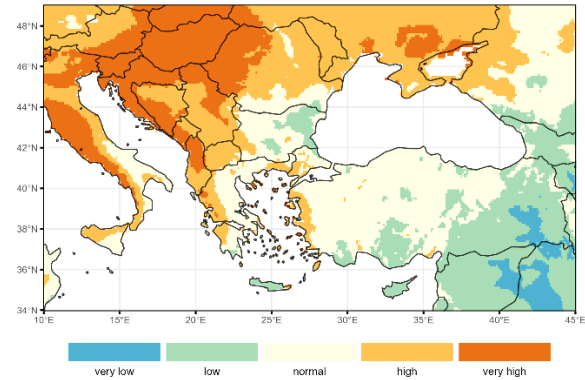 48°N
46°N
44°N
42°N
40°N
38°N
36°N
34°N
10°E 15°E 20°E 25°E 30°E 35°E 40°E 45°E
very low low normal high very high